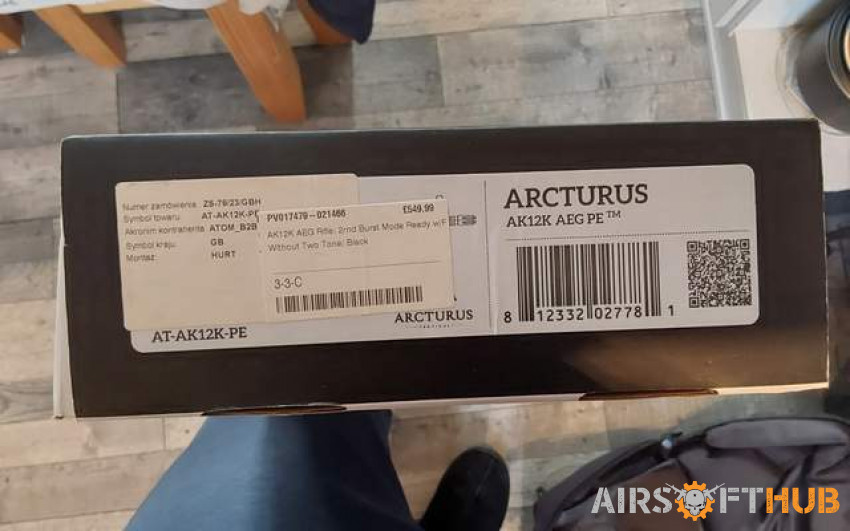 Numer zamówienia ZS-79/23/GBH
Symbol towaru AT-AK12K-PE
Akronim kontrahenta ATOM_B2B
Symbol kraju GB
Montaż HURT
PV017479-021466 £549.99
AK12K AEG Rifle; 2rnd Burst Mode Ready w/F
Without Two Tone; Black
3-3-C
AT-AK12K-PE
ARCTURUS
TACTICAL
ARCTURUS
AK12K AEG PE™
8 12332 02778 1
AIRSOFTHUB